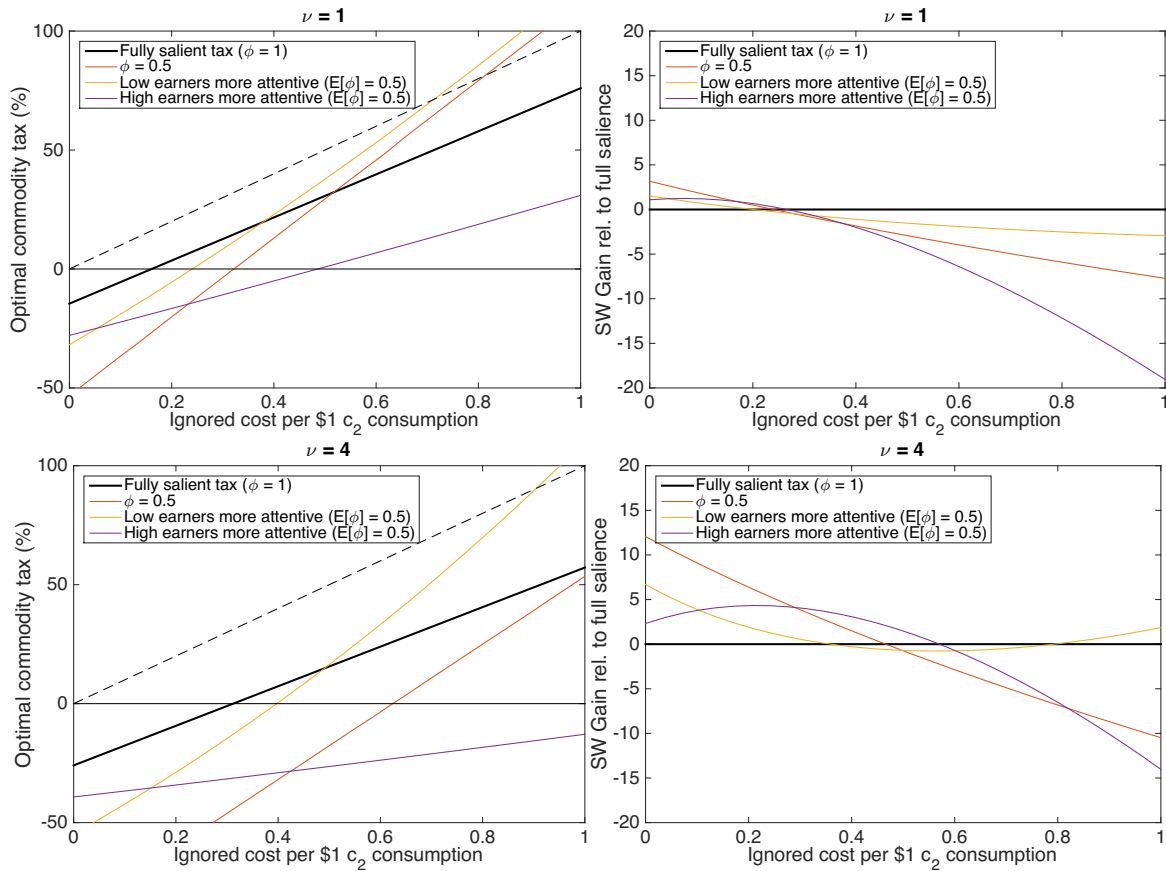 ν = 1
Optimal commodity tax (%)
100
50
0
-50
Fully salient tax (ϕ = 1)
ϕ = 0.5
Low earners more attentive (E[ϕ] = 0.5)
High earners more attentive (E[ϕ] = 0.5)
0 0.2 0.4 0.6 0.8 1
Ignored cost per $1 c₂ consumption
ν = 1
SW Gain rel. to full salience
20
15
10
5
0
-5
-10
-15
-20
Fully salient tax (ϕ = 1)
ϕ = 0.5
Low earners more attentive (E[ϕ] = 0.5)
High earners more attentive (E[ϕ] = 0.5)
0 0.2 0.4 0.6 0.8 1
Ignored cost per $1 c₂ consumption
ν = 4
Optimal commodity tax (%)
100
50
0
-50
Fully salient tax (ϕ = 1)
ϕ = 0.5
Low earners more attentive (E[ϕ] = 0.5)
High earners more attentive (E[ϕ] = 0.5)
0 0.2 0.4 0.6 0.8 1
Ignored cost per $1 c₂ consumption
ν = 4
SW Gain rel. to full salience
20
15
10
5
0
-5
-10
-15
-20
Fully salient tax (ϕ = 1)
ϕ = 0.5
Low earners more attentive (E[ϕ] = 0.5)
High earners more attentive (E[ϕ] = 0.5)
0 0.2 0.4 0.6 0.8 1
Ignored cost per $1 c₂ consumption